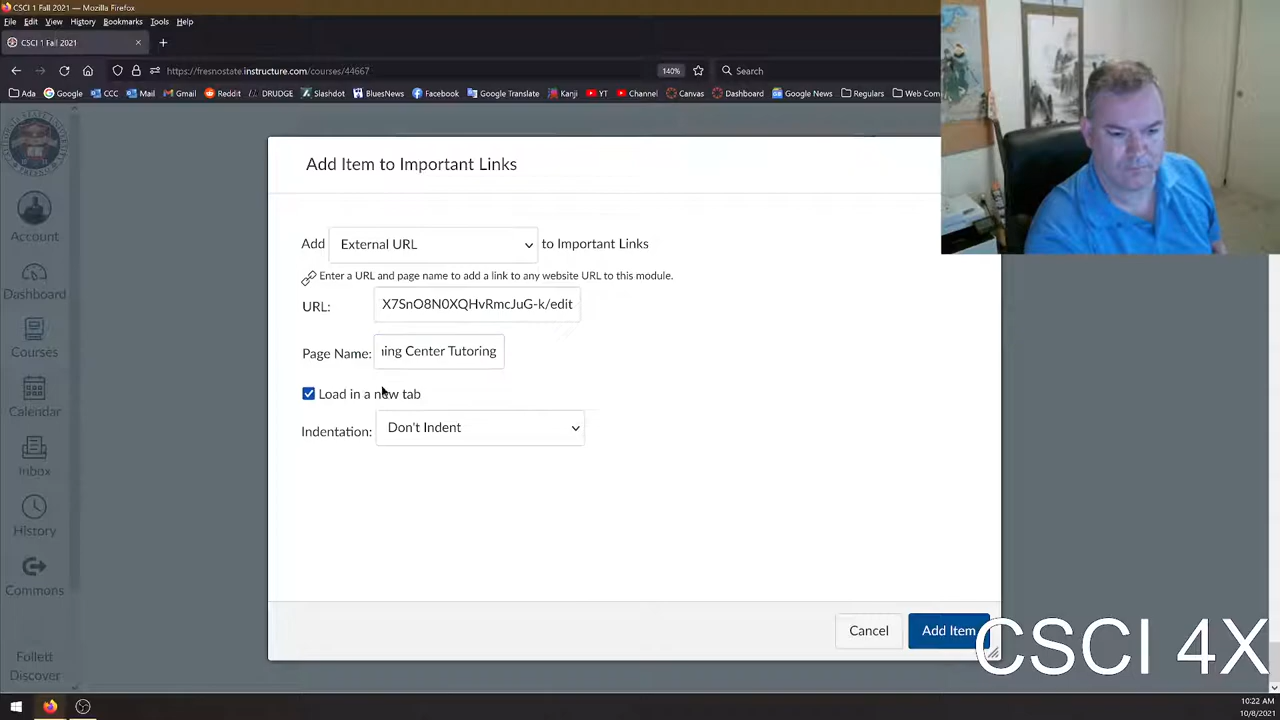 CSCI 1 Fall 2021 — Mozilla Firefox
File Edit View History Bookmarks Tools Help
CSCI 1 Fall 2021
https://fresnostate.instructure.com/courses/44667
140%
Search
Ada Google CCC Mail Gmail Reddit DRUDGE Slashdot BluesNews Facebook Google Translate Kanji YT Channel Canvas Dashboard Google News Regulars Web Com
Account
Dashboard
Courses
Calendar
Inbox
History
Commons
Follett
Discover
Add Item to Important Links
Add External URL to Important Links
Enter a URL and page name to add a link to any website URL to this module.
URL: X7SnO8N0XQHvRmcJuG-k/edit
Page Name: ning Center Tutoring
Load in a new tab
Indentation: Don't Indent
Cancel Add Item
CSCI 4X
10:22 AM
10/8/2021